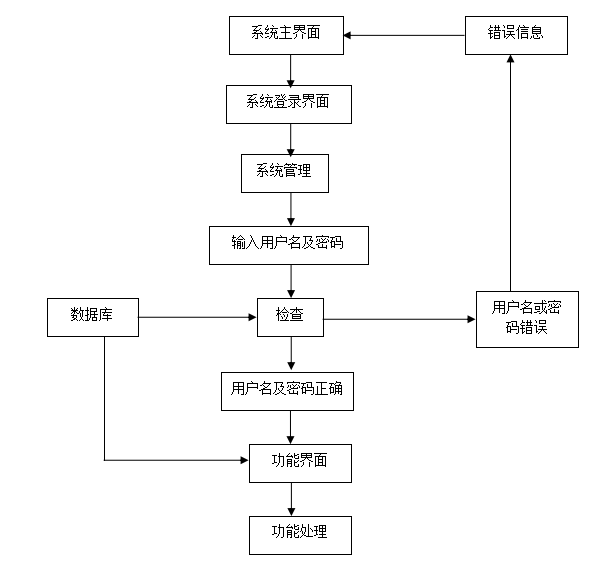 系统主界面
错误信息
系统登录界面
系统管理
输入用户名及密码
数据库
检查
用户名或密
码错误
用户名及密码正确
功能界面
功能处理